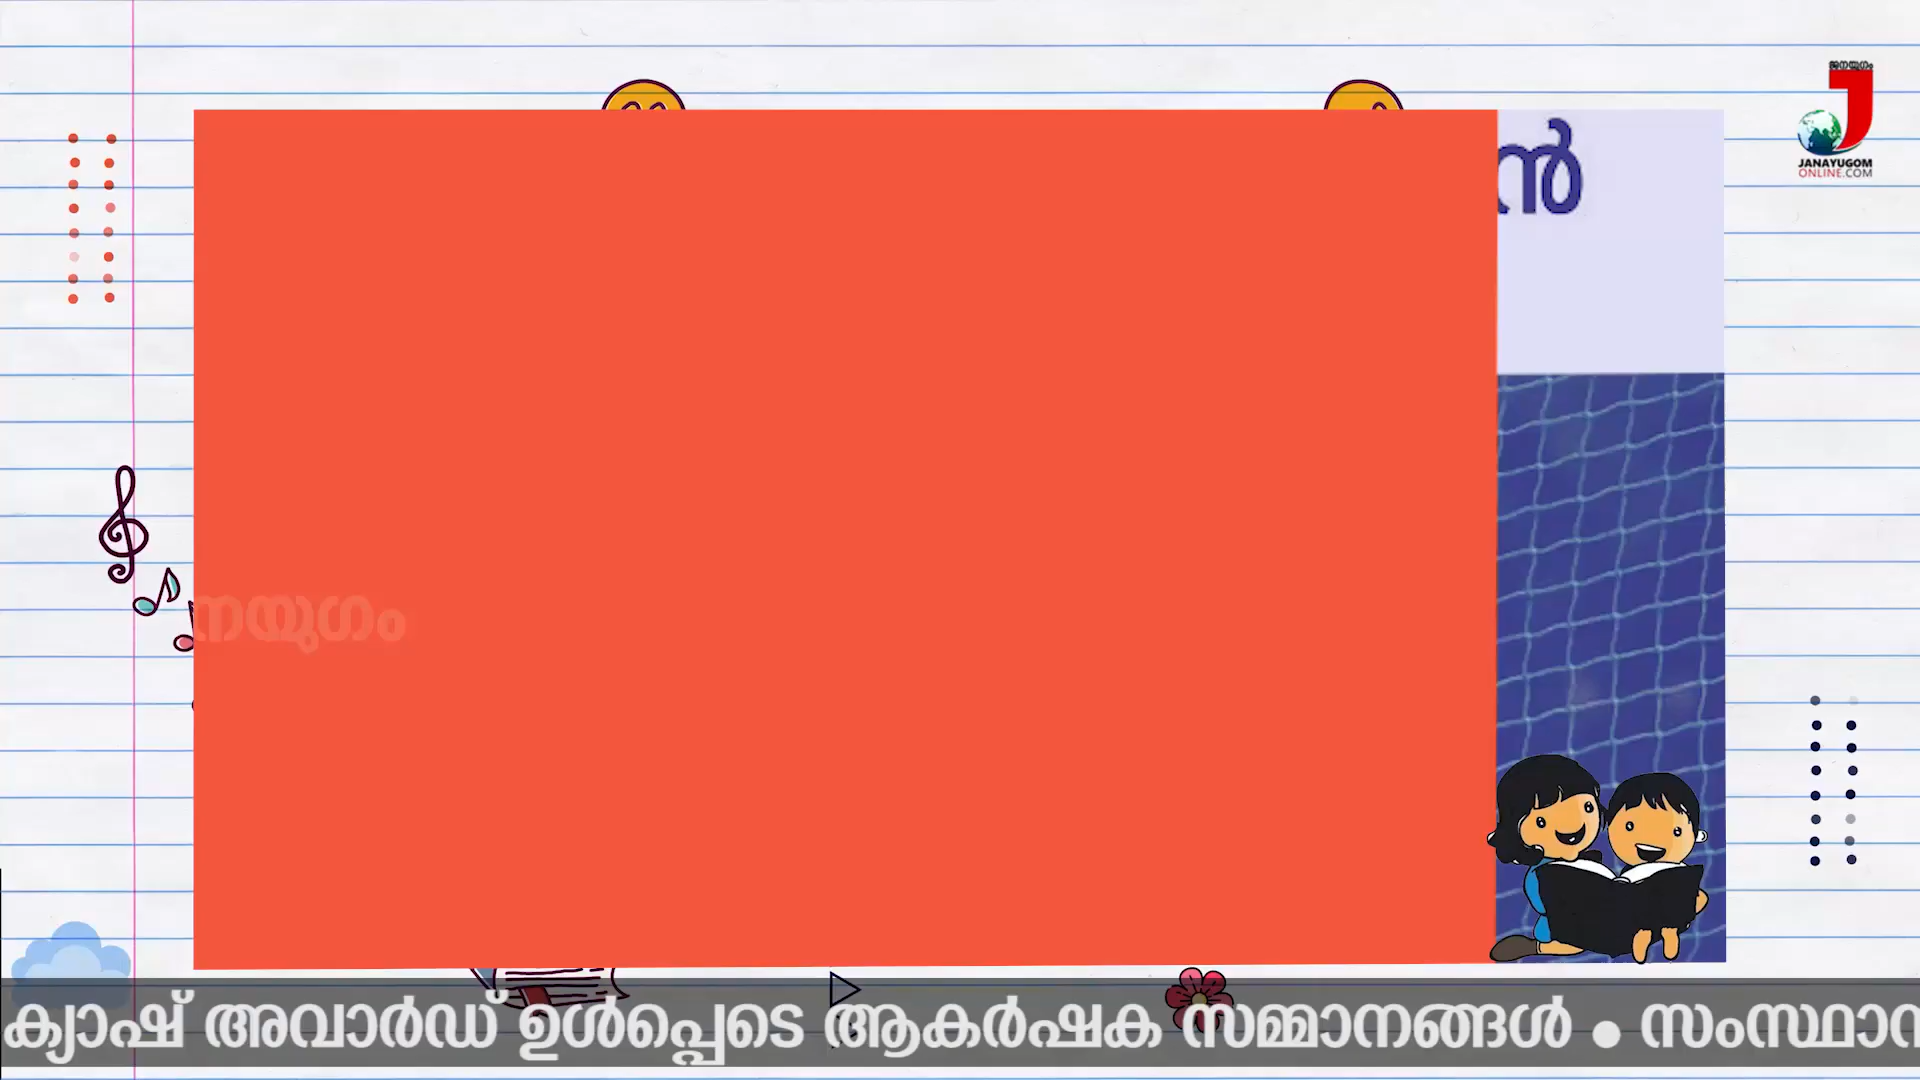 ജനയുഗം
JANAYUGOM
ONLINE.COM
ൻ
നയുഗം
ക്യാഷ് അവാർഡ് ഉൾപ്പെടെ ആകർഷക സമ്മാനങ്ങൾ ● സംസ്ഥാന